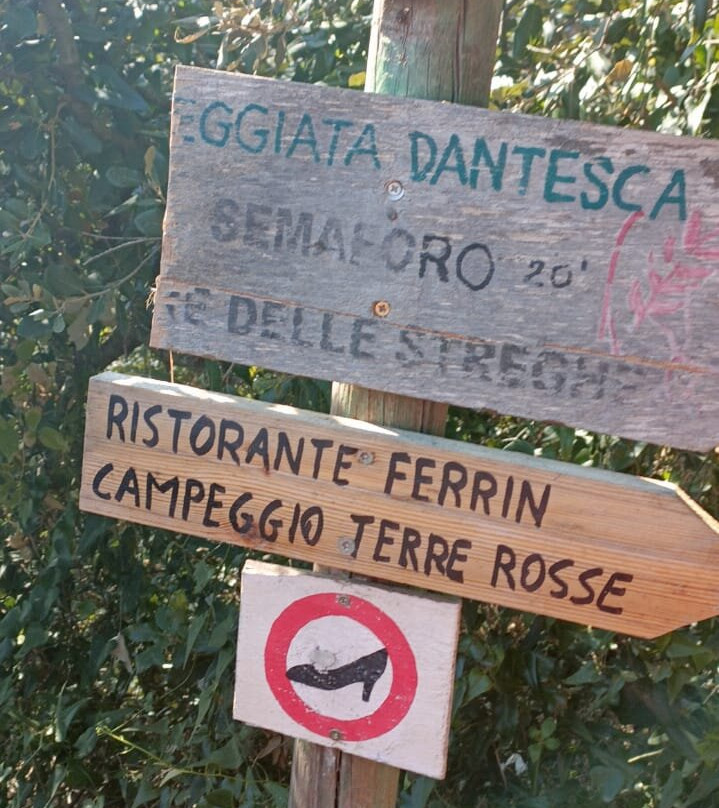 EGGIATA DANTESCA
SEMAFORO 20'
DELLE STREGHE
RISTORANTE FERRIN
CAMPEGGIO TERRE ROSSE